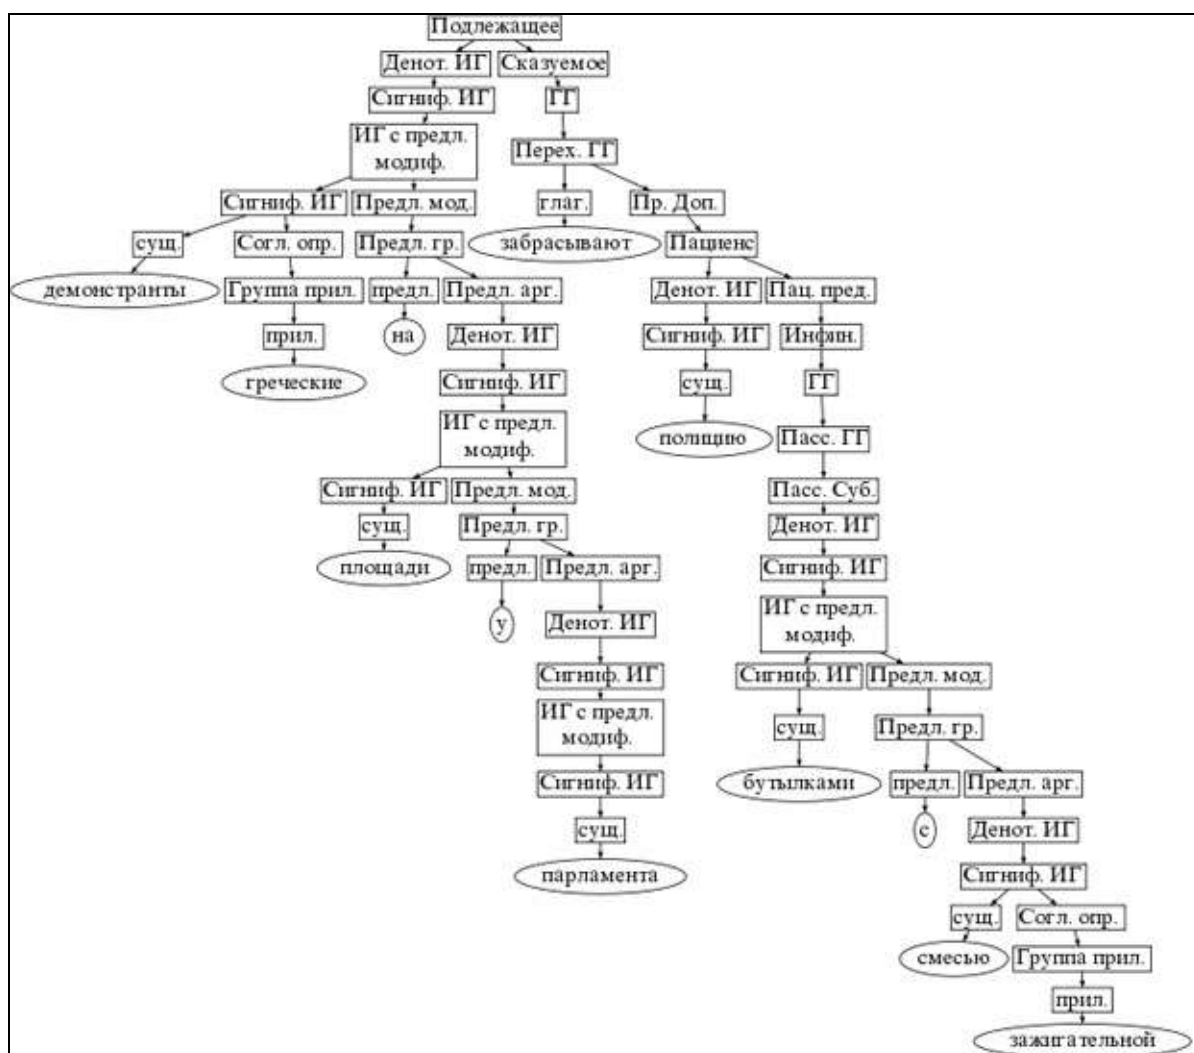 Подлежащее
Денот. ИГ Сказуемое
Сигниф. ИГ ГГ
ИГ с предл.
модиф.
Перех. ГГ
Сигниф. ИГ Предл. мод. глаг. Пр. Доп.
сущ. Согл. опр. Предл. гр. забрасывают Пациенс
демонстранты Группа прил. предл. Предл. арг. Денот. ИГ Пац. пред.
прил. на Денот. ИГ Сигниф. ИГ Инфин.
греческие Сигниф. ИГ сущ. ГГ
ИГ с предл.
модиф.
полицию Пасс. ГГ
Сигниф. ИГ Предл. мод. Пасс. Суб.
сущ. Предл. гр. Денот. ИГ
площади предл. Предл. арг. Сигниф. ИГ
у Денот. ИГ ИГ с предл.
модиф.
Сигниф. ИГ Сигниф. ИГ Предл. мод.
ИГ с предл.
модиф.
сущ. Предл. гр.
Сигниф. ИГ бутылками предл. Предл. арг.
сущ. с Денот. ИГ
парламента Сигниф. ИГ
сущ. Согл. опр.
смесью Группа прил.
прил.
зажигательной